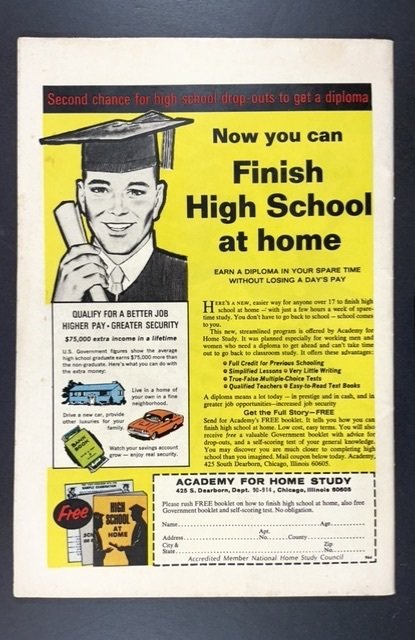 Second chance for high school drop-outs to get a diploma
Now you can
Finish
High School
at home
EARN A DIPLOMA IN YOUR SPARE TIME
WITHOUT LOSING A DAY'S PAY
HERE'S A NEW, easier way for anyone over 17 to finish high
school at home — with just a few hours a week of spare-
time study. You don't have to go back to school — school comes
to you.
This new, streamlined program is offered by Academy for
Home Study. It was planned especially for working men and
women who need a diploma to get ahead and can't take time
out to go back to classroom study. It offers these advantages:
Full Credit for Previous Schooling
Simplified Lessons • Very Little Writing
True-False Multiple-Choice Tests
Qualified Teachers • Easy-to-Read Text Books
A diploma means a lot today — in prestige and in cash, and in
greater job opportunities—increased job security.
Get the Full Story—FREE
Send for Academy's FREE booklet. It tells you how you can
finish high school at home. Low cost, easy terms. You will also
receive free a valuable Government booklet with advice for
drop-outs, and a self-scoring test of your general knowledge.
You may discover you are much closer to completing high
school than you imagined. Mail coupon below today. Academy,
425 South Dearborn, Chicago, Illinois 60605.
QUALIFY FOR A BETTER JOB
HIGHER PAY • GREATER SECURITY
$75,000 extra income in a lifetime
U.S. Government figures show the average
high school graduate earns $75,000 more than
the non-graduate. Here's what you can do with
the extra money:
Live in a home of
your own in a fine
neighborhood.
Drive a new car, provide
other luxuries for your
family.
BANK
BOOK
Watch your savings account
grow — enjoy real security.
Free
SAMPLE EXAMINATION
HIGH
SCHOOL
AT
HOME
ACADEMY FOR HOME STUDY
425 S. Dearborn, Dept. 90-914, Chicago, Illinois 60605
Please rush FREE booklet on how to finish high school at home, also free
Government booklet and self-scoring test. No obligation.
Name Age
Apt.
Address No. County
City & Zip
State No.
Accredited Member National Home Study Council